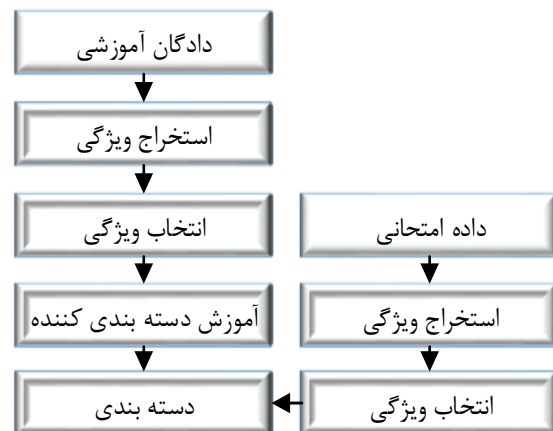 دادگان آموزشی
استخراج ویژگی
انتخاب ویژگی
آموزش دسته بندی کننده
دسته بندی
داده امتحانی
استخراج ویژگی
انتخاب ویژگی